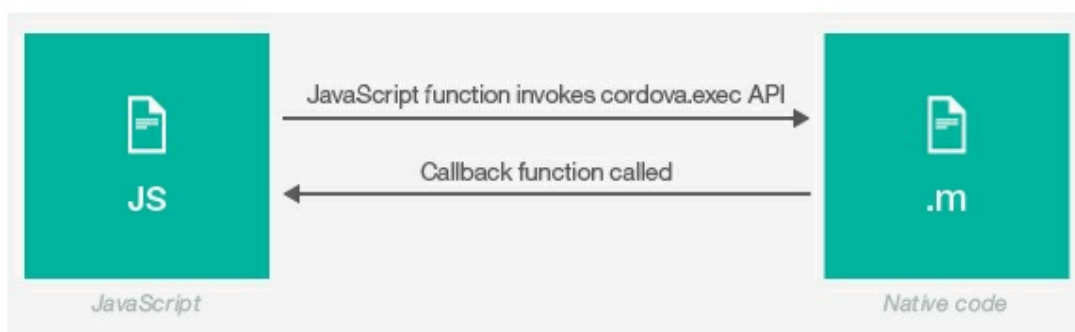 JavaScript function invokes cordova.exec API
Callback function called
JS
.m
JavaScript
Native code